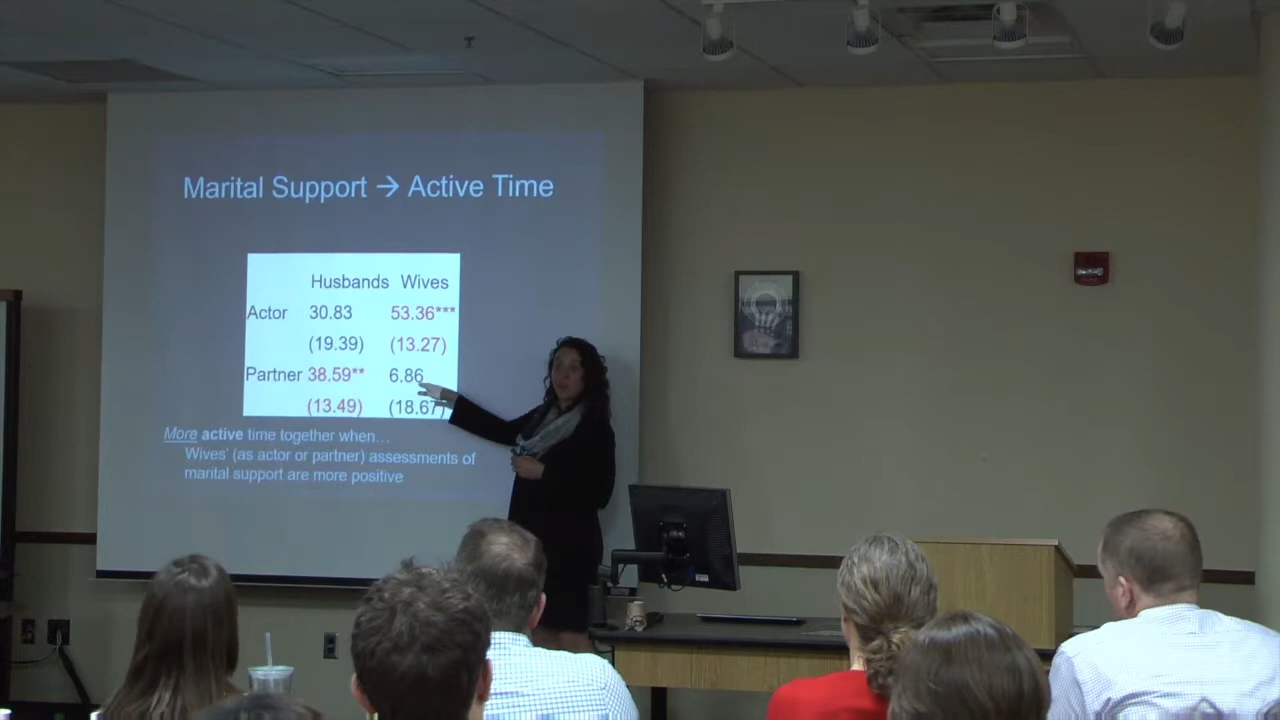 Marital Support → Active Time
Husbands Wives
Actor 30.83 53.36***
(19.39) (13.27)
Partner 38.59** 6.86
(13.49) (18.67)
More active time together when…
Wives' (as actor or partner) assessments of
marital support are more positive